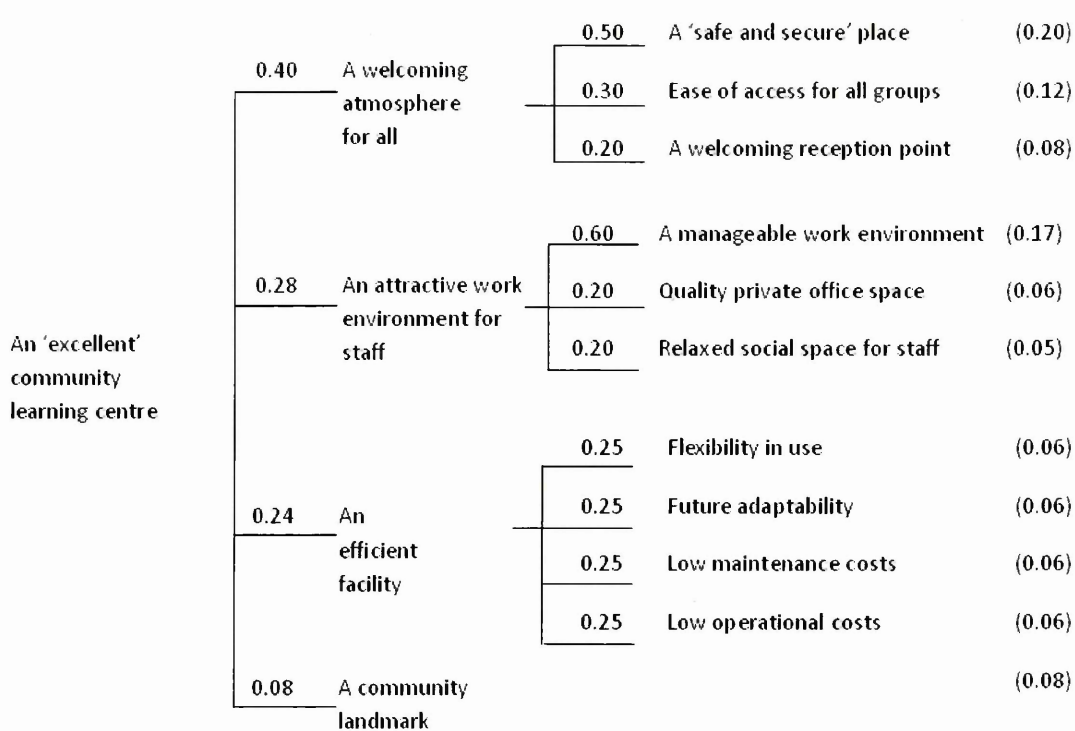 0.50 A 'safe and secure' place (0.20)
0.40 A welcoming
atmosphere
for all
0.30 Ease of access for all groups (0.12)
0.20 A welcoming reception point (0.08)
0.60 A manageable work environment (0.17)
0.28 An attractive work
environment for
staff
0.20 Quality private office space (0.06)
0.20 Relaxed social space for staff (0.05)
An 'excellent'
community
learning centre
0.25 Flexibility in use (0.06)
0.24 An
efficient
facility
0.25 Future adaptability (0.06)
0.25 Low maintenance costs (0.06)
0.25 Low operational costs (0.06)
0.08 A community
landmark
(0.08)